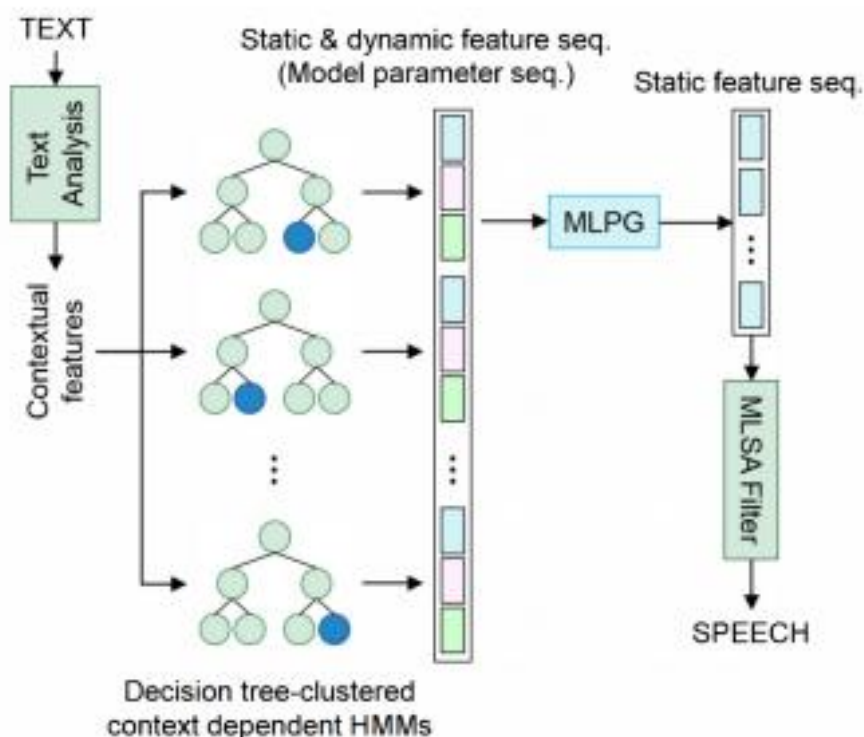 TEXT
Text
Analysis
Contextual
features
Static & dynamic feature seq.
(Model parameter seq.)
Static feature seq.
MLPG
MLSA Filter
SPEECH
Decision tree-clustered
context dependent HMMs